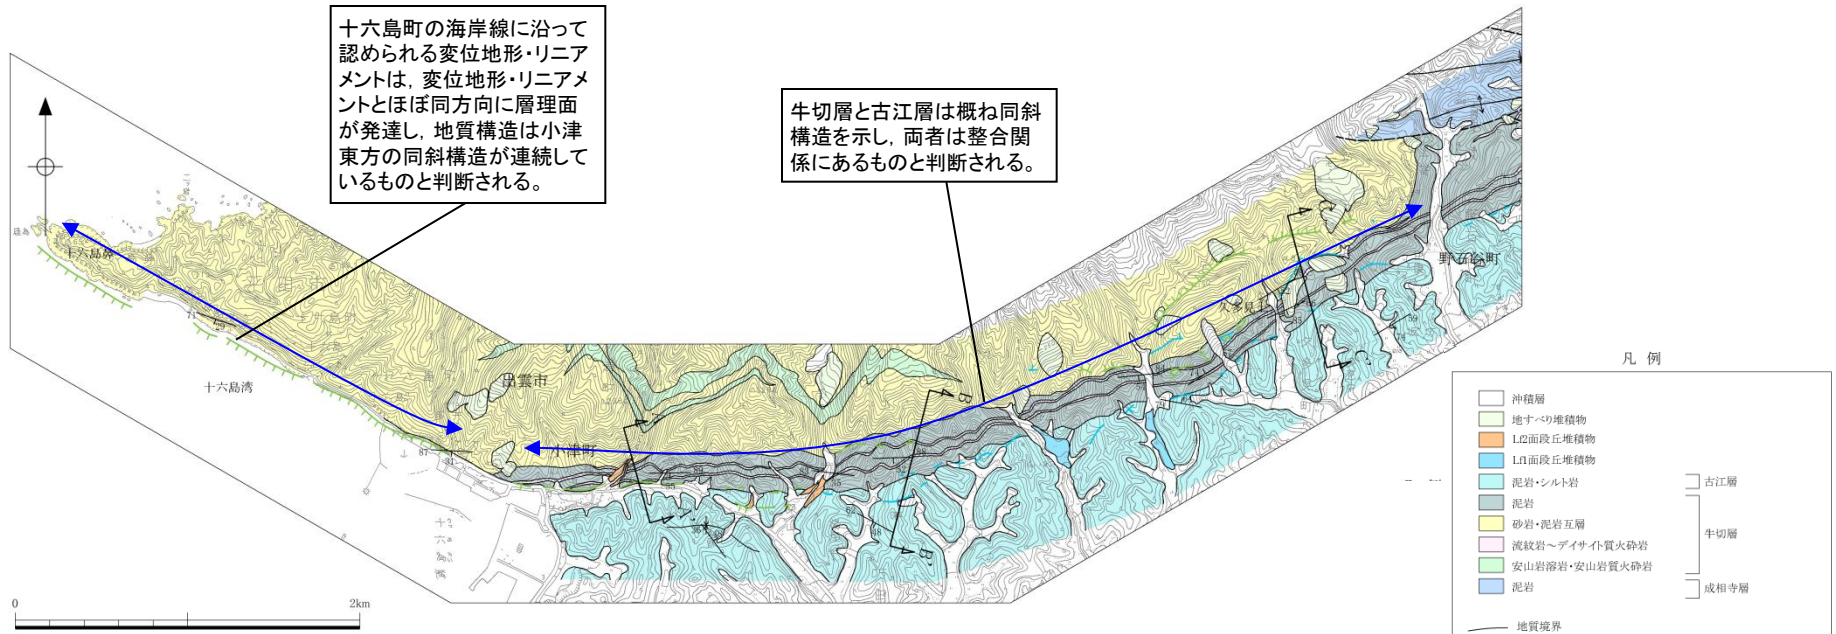 十六島町の海岸線に沿って
認められる変位地形・リニア
メントは，変位地形・リニアメ
ントとほぼ同方向に層理面
が発達し，地質構造は小津
東方の同斜構造が連続して
いるものと判断される。
牛切層と古江層は概ね同斜
構造を示し，両者は整合関
係にあるものと判断される。
十六島鼻
十六島湾
出雲市
小津町
久多見
野石谷町
A'
B
B'
C
C'
71
29
87
31
62
48
凡 例
沖積層
地すべり堆積物
Lf2面段丘堆積物
Lf1面段丘堆積物
泥岩・シルト岩
古江層
泥岩
砂岩・泥岩互層
牛切層
流紋岩～デイサイト質火砕岩
安山岩溶岩・安山岩質火砕岩
泥岩
成相寺層
地質境界
0
2km